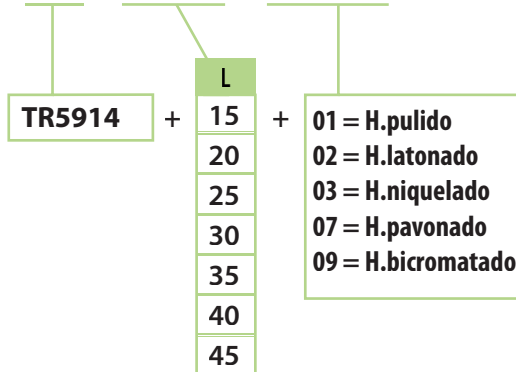 L
TR5914 + 15 + 01 = H.pulido
20 02 = H.latonado
25 03 = H.niquelado
30 07 = H.pavonado
35 09 = H.bicromatado
40
45